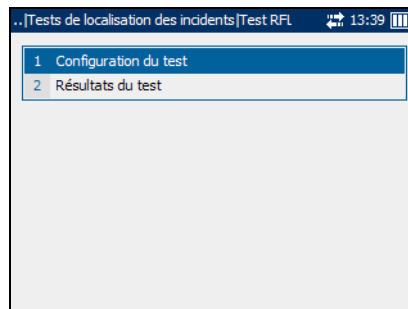 ..|Tests de localisation des incidents|Test RFL 13:39
1 Configuration du test
2 Résultats du test